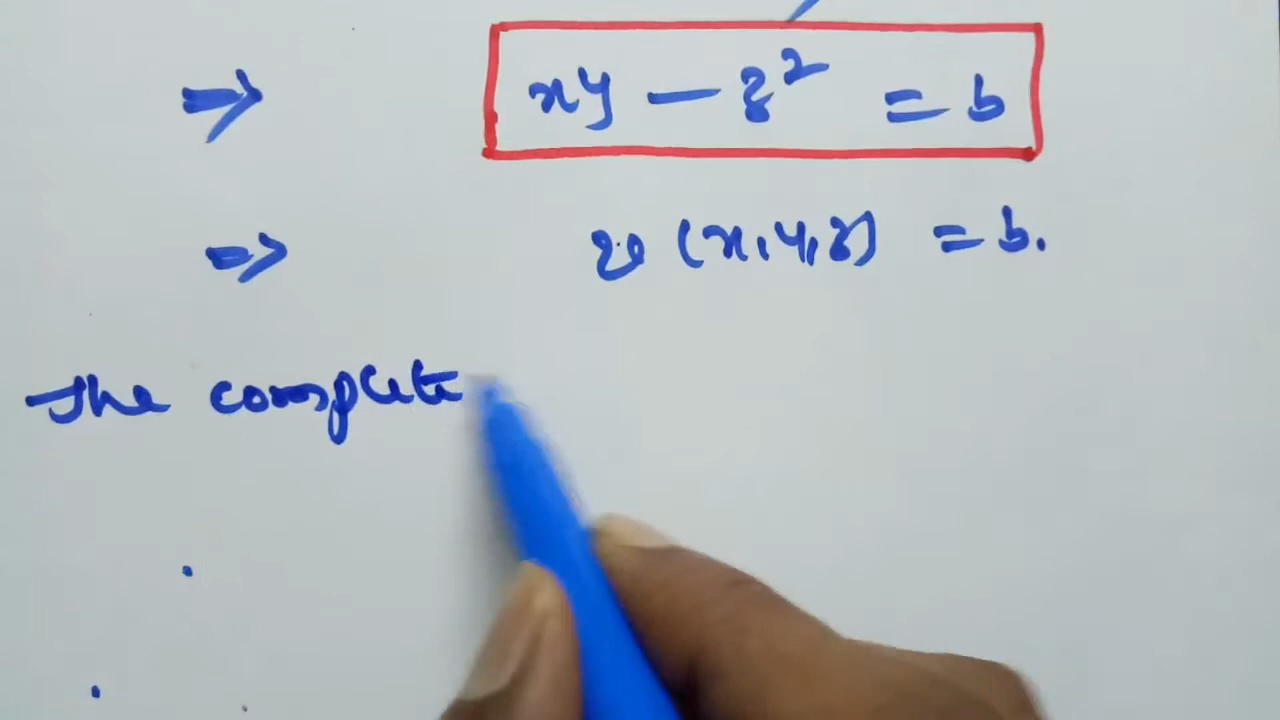 ⇒ xy - z² = b
⇒ v (x, y, z) = b.
The complete